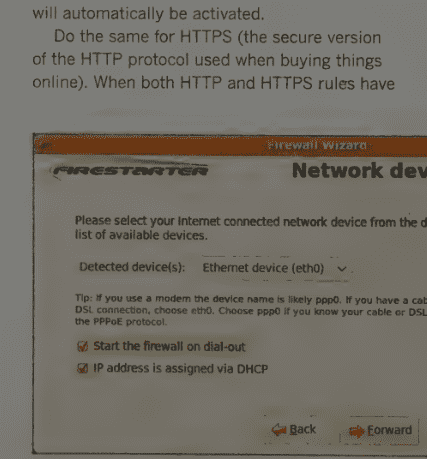 will automatically be activated.
Do the same for HTTPS (the secure version
of the HTTP protocol used when buying things
online). When both HTTP and HTTPS rules have
Firewall Wizard
FIRESTARTER
Network dev
Please select your Internet connected network device from the d
list of available devices.
Detected device(s): Ethernet device (eth0)
Tip: If you use a modem the device name is likely ppp0. If you have a cab
DSL connection, choose eth0. Choose ppp0 if you know your cable or DSL
the PPPoE protocol.
Start the firewall on dial-out
IP address is assigned via DHCP
Back Forward